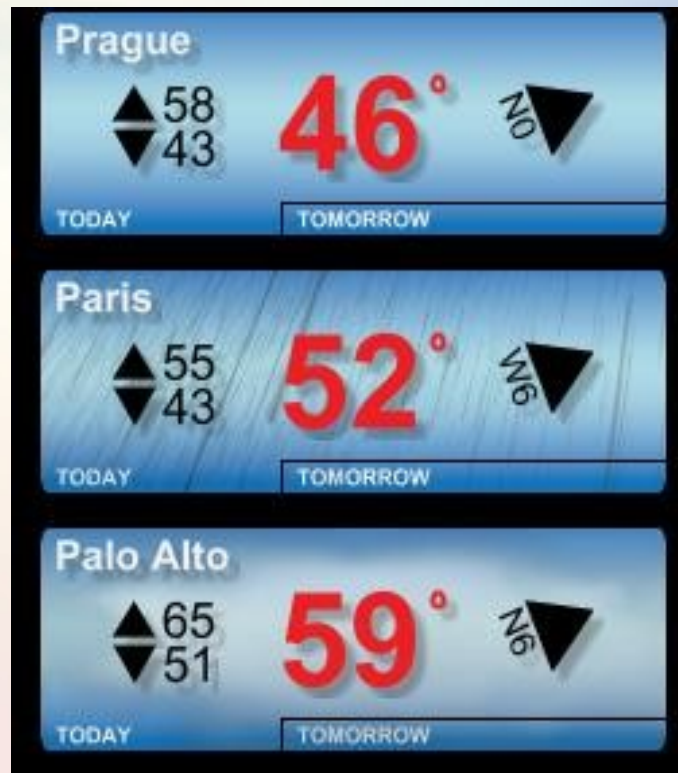 Prague
58
43
46°
N0
TODAY
TOMORROW
Paris
55
43
52°
W6
TODAY
TOMORROW
Palo Alto
65
51
59°
N6
TODAY
TOMORROW